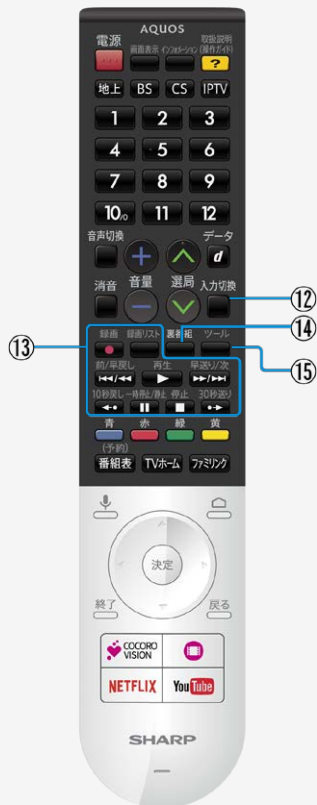 AQUOS
電源 画面表示 インフォメーション 取扱説明
(操作ガイド)
?
地上 BS CS IPTV
1 2 3
4 5 6
7 8 9
10/0 11 12
音声切換 データ
+ d
消音 音量 選局 入力切換
− ⑫
⑬ ⑭
録画 録画リスト 裏番組 ツール
⑮
前/早戻し 再生 早送り/次
10秒戻し 一時停止/静止 停止 30秒送り
青 赤 緑 黄
(予約)
番組表 TVホーム ファミリンク
決定
終了 戻る
COCORO
VISION
NETFLIX YouTube
SHARP